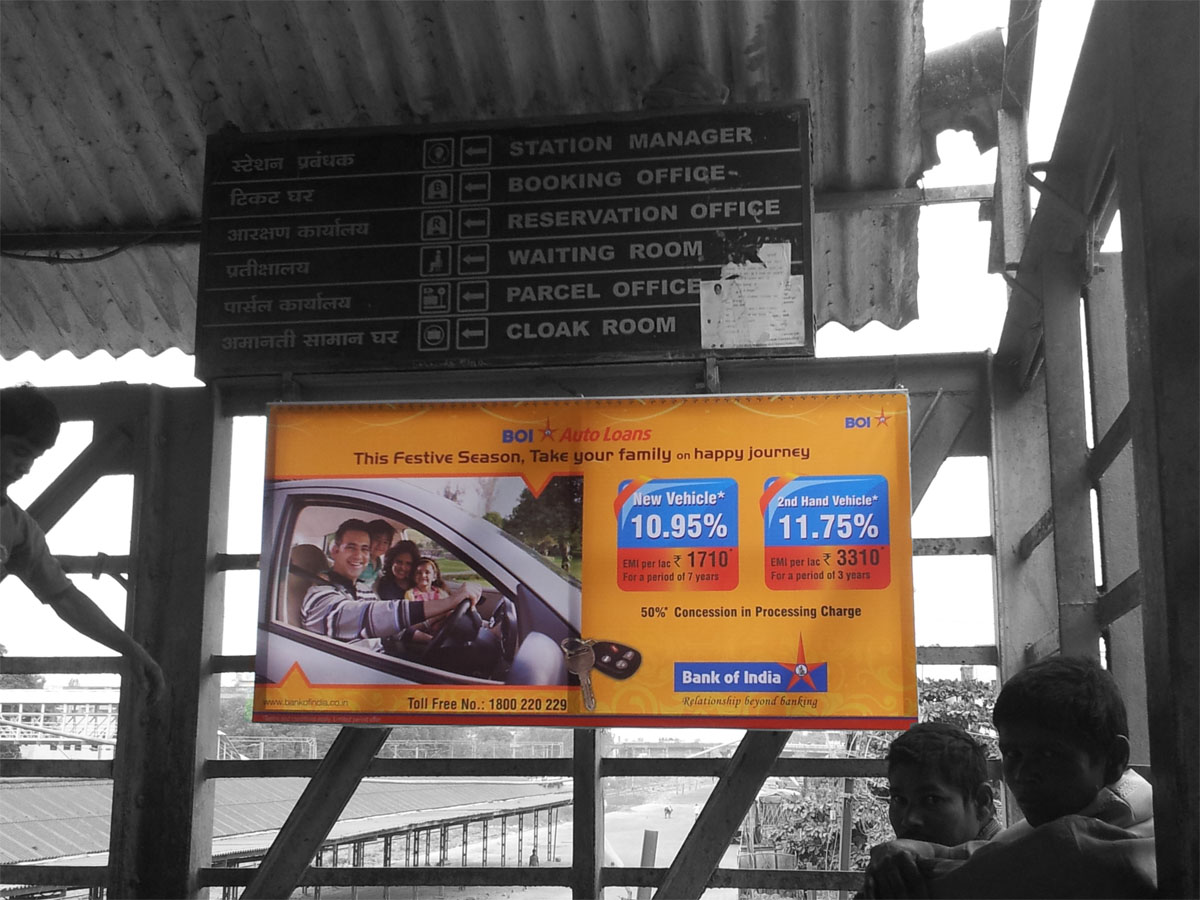 स्टेशन प्रबंधक STATION MANAGER
टिकट घर B BOOKING OFFICE
आरक्षण कार्यालय R RESERVATION OFFICE
प्रतीक्षालय WAITING ROOM
पार्सल कार्यालय PARCEL OFFICE
अमानती सामान घर CLOAK ROOM
BOI Auto Loans
BOI
This Festive Season, Take your family on happy journey
New Vehicle*
10.95%
EMI per lac ₹ 1710*
For a period of 7 years
2nd Hand Vehicle*
11.75%
EMI per lac ₹ 3310*
For a period of 3 years
50%* Concession in Processing Charge
Bank of India
Relationship beyond banking
www.bankofindia.co.in
Toll Free No.: 1800 220 229